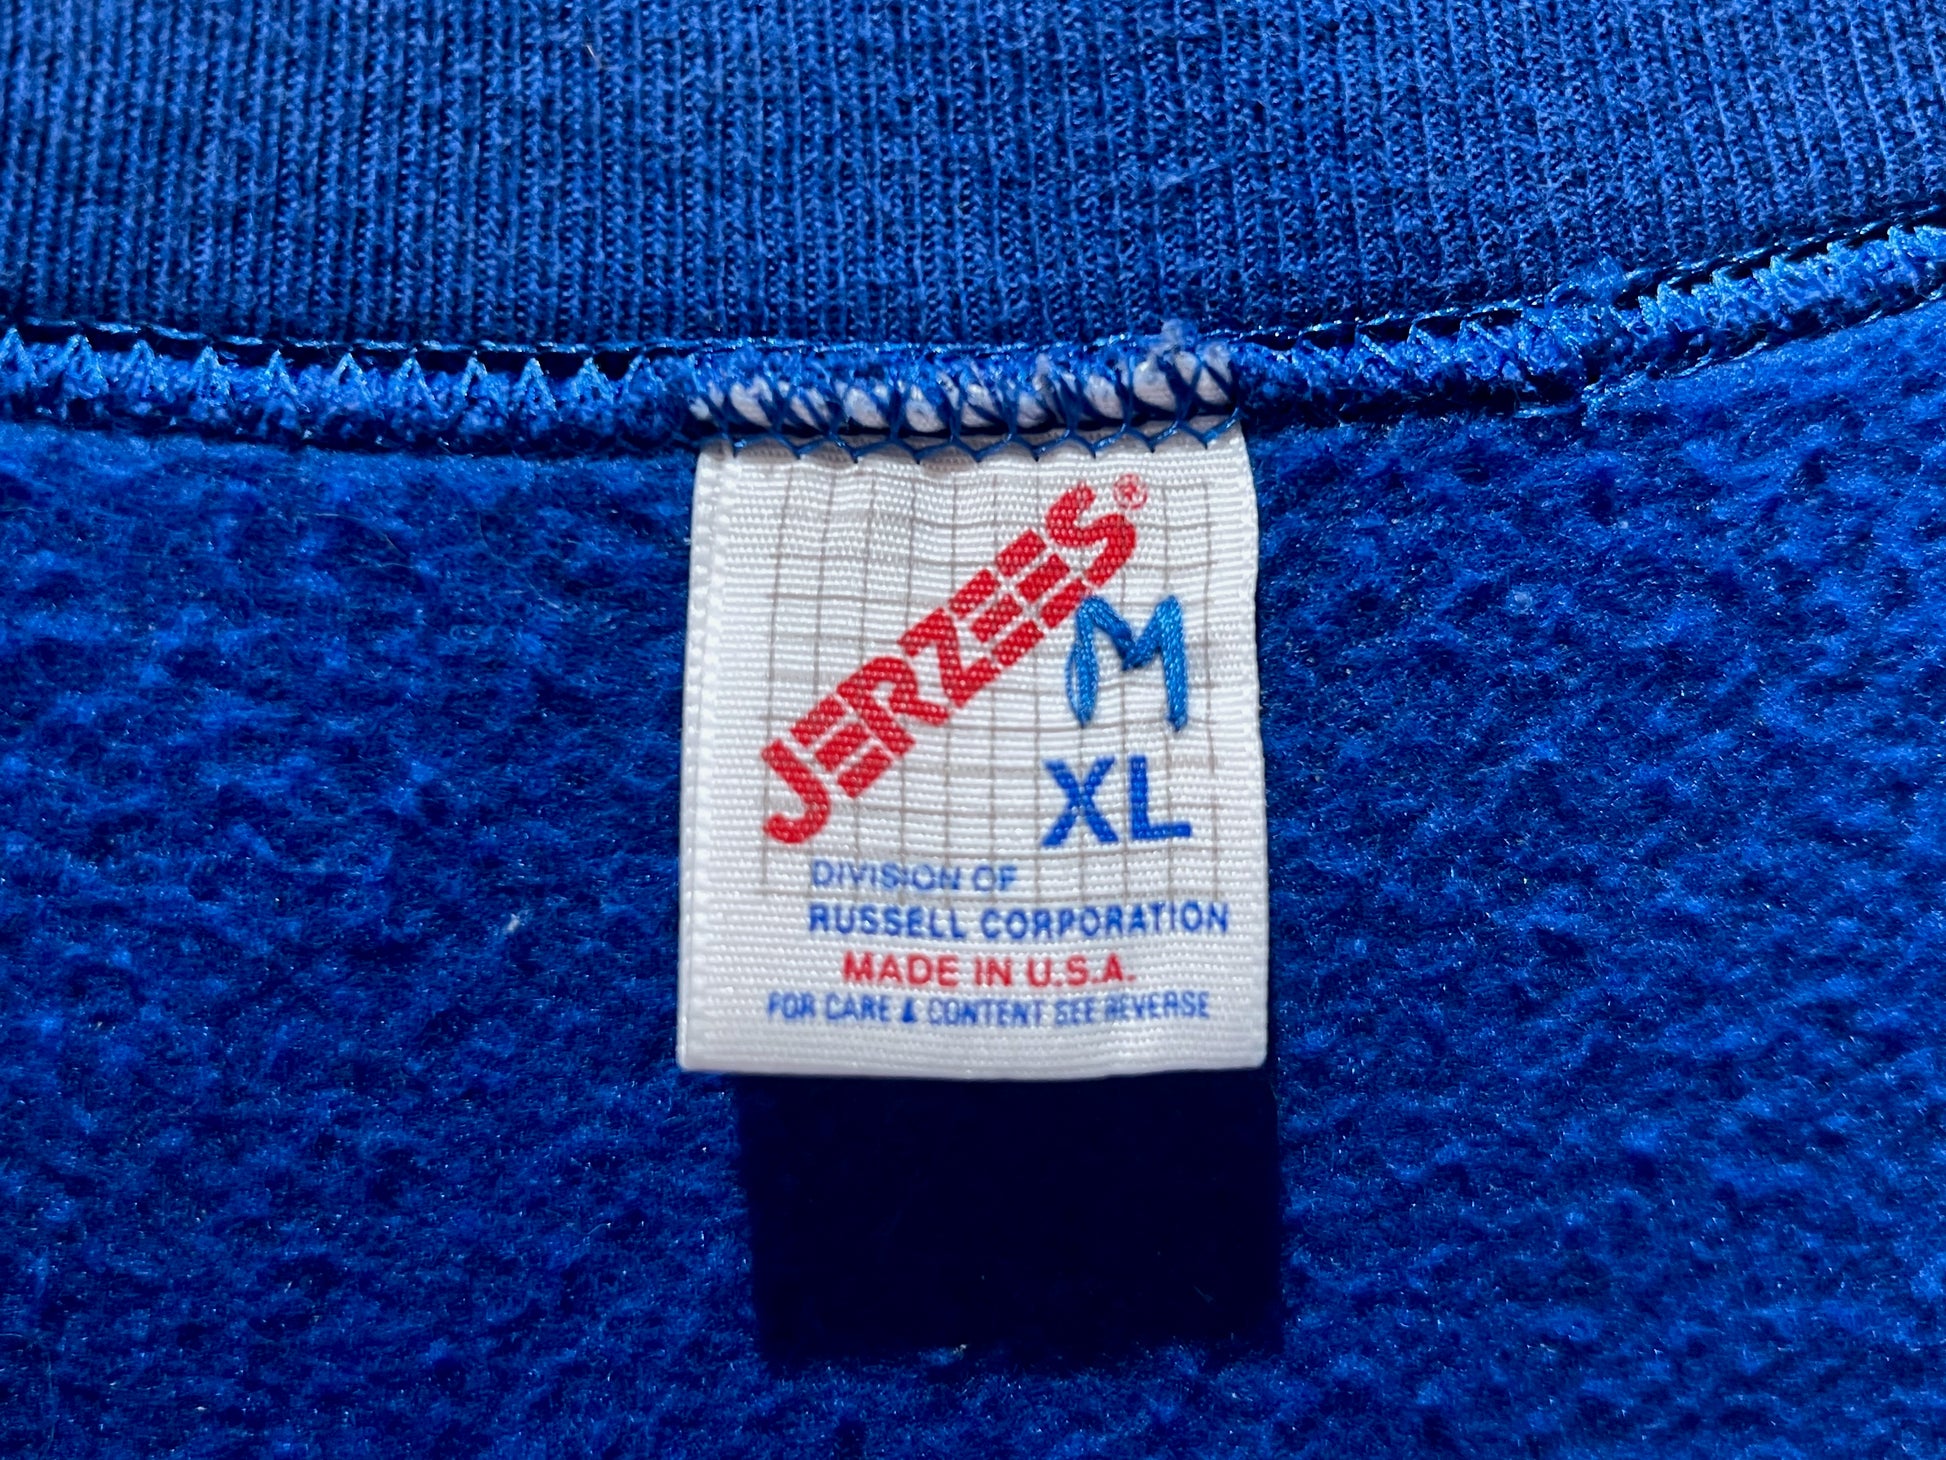 JERZEES®
M
XL
DIVISION OF
RUSSELL CORPORATION
MADE IN U.S.A.
FOR CARE & CONTENT SEE REVERSE